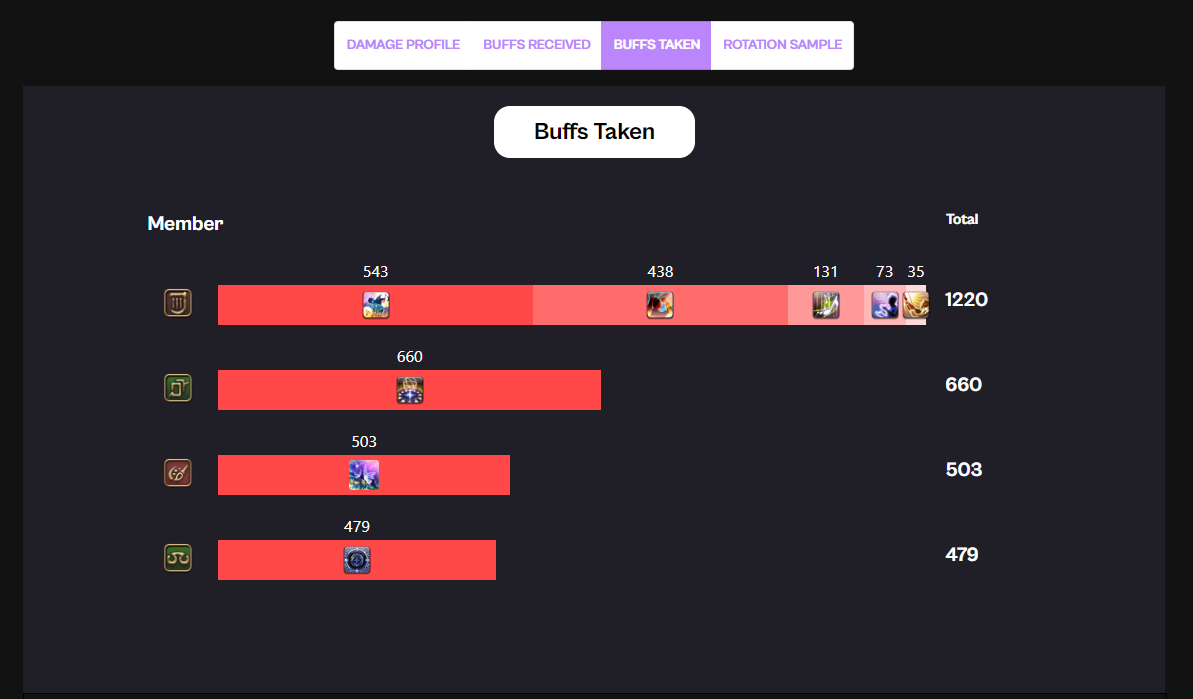 DAMAGE PROFILE BUFFS RECEIVED BUFFS TAKEN ROTATION SAMPLE
Buffs Taken
Member Total
543 438 131 73 35
1220
660
660
503
503
479
479